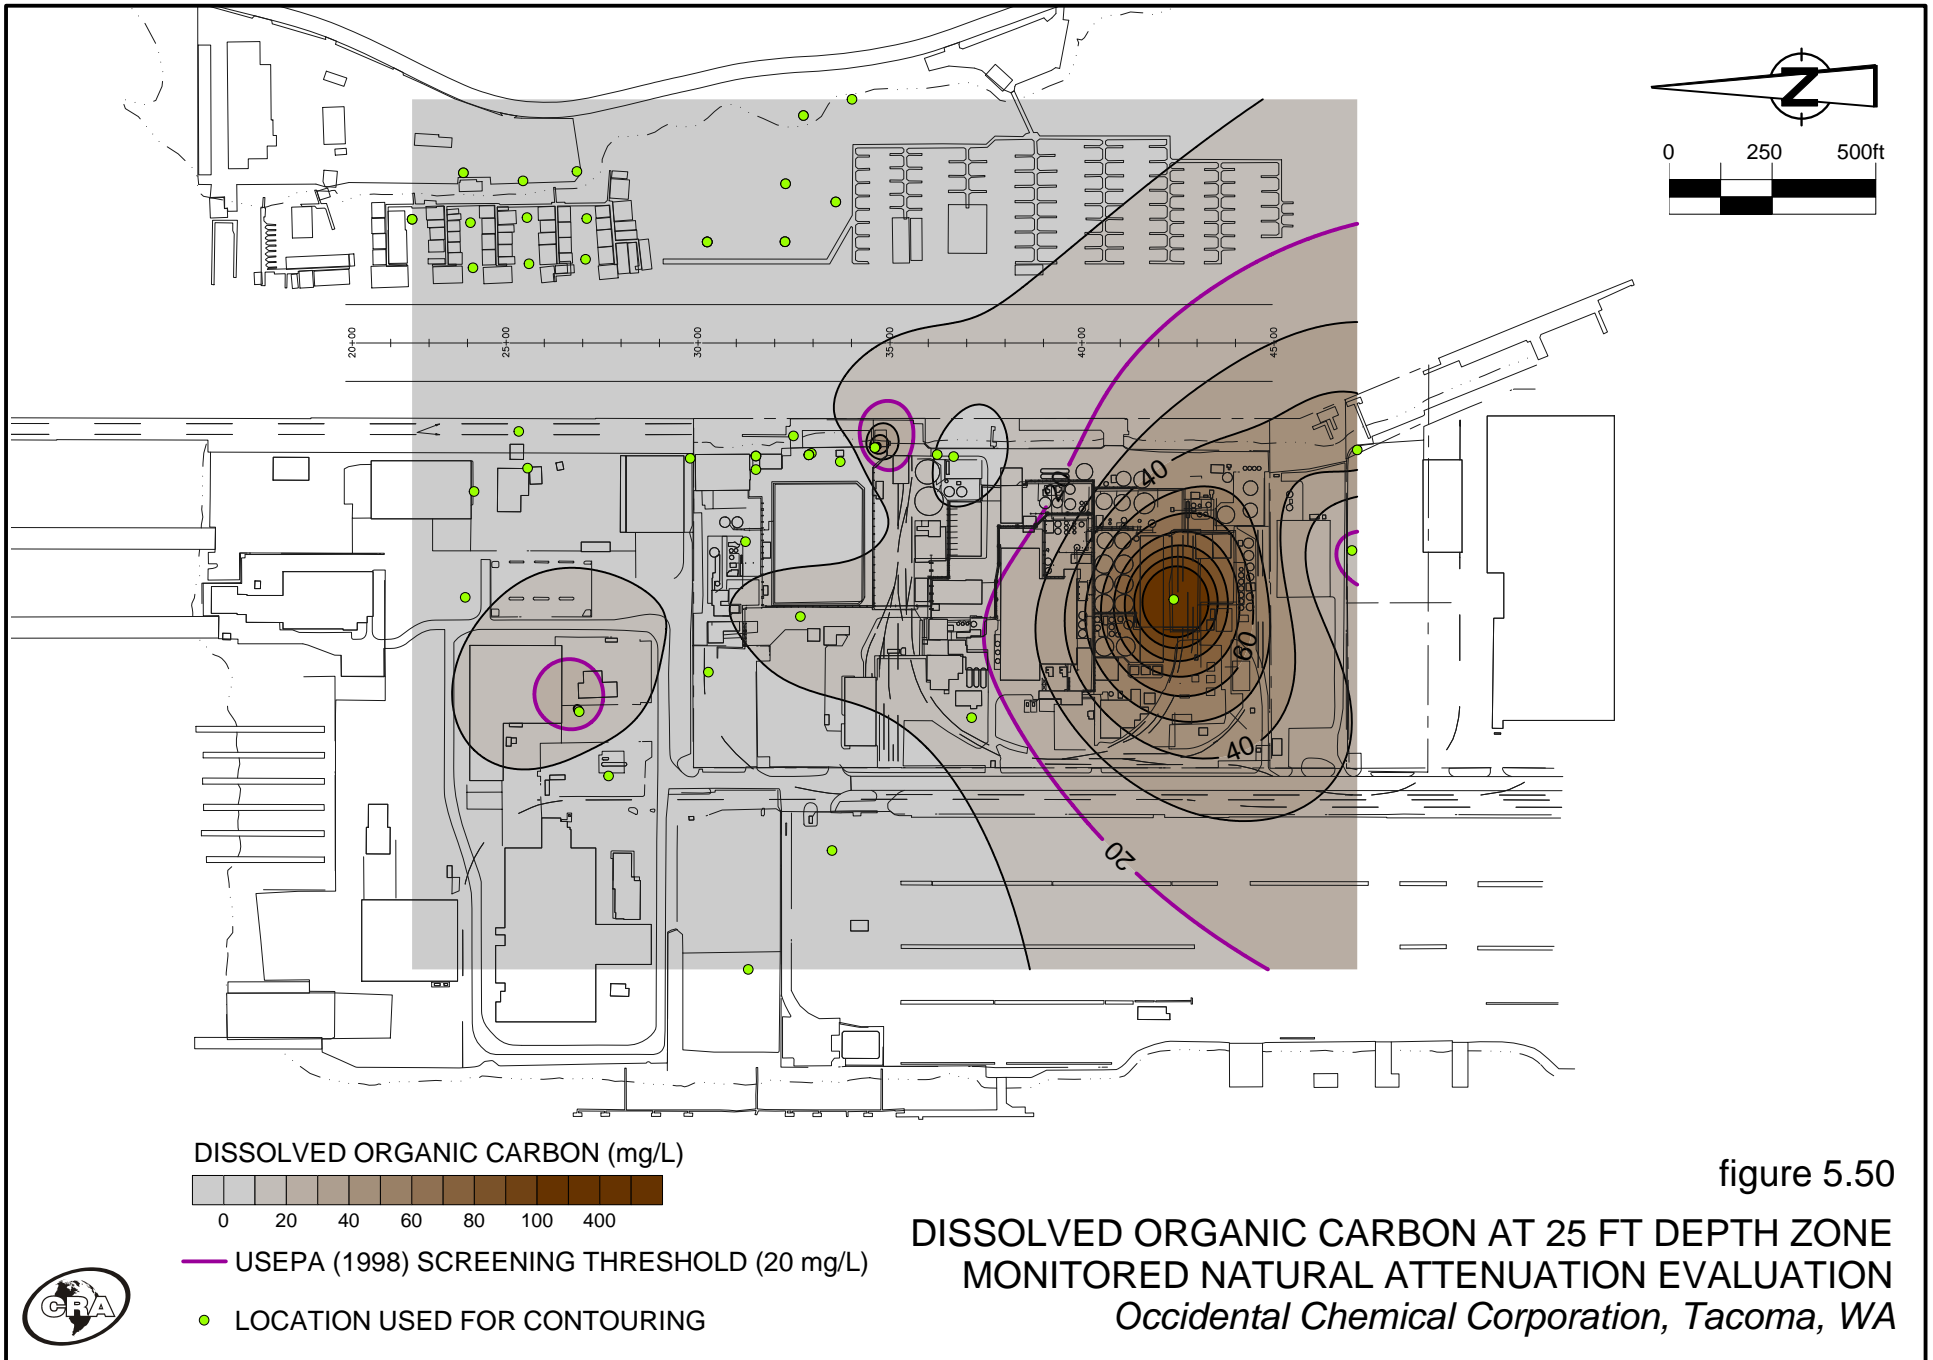 Z
0 250 500ft
20+00 25+00 30+00 35+00 40+00 45+00
40
20
60
40
20
DISSOLVED ORGANIC CARBON (mg/L)
0 20 40 60 80 100 400
USEPA (1998) SCREENING THRESHOLD (20 mg/L)
LOCATION USED FOR CONTOURING
CRA
figure 5.50
DISSOLVED ORGANIC CARBON AT 25 FT DEPTH ZONE
MONITORED NATURAL ATTENUATION EVALUATION
Occidental Chemical Corporation, Tacoma, WA